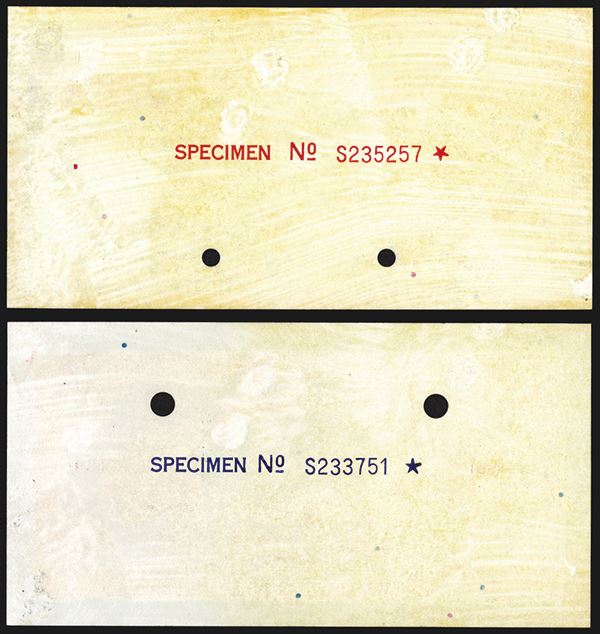 SPECIMEN Nº S235257 ★
SPECIMEN Nº S233751 ★